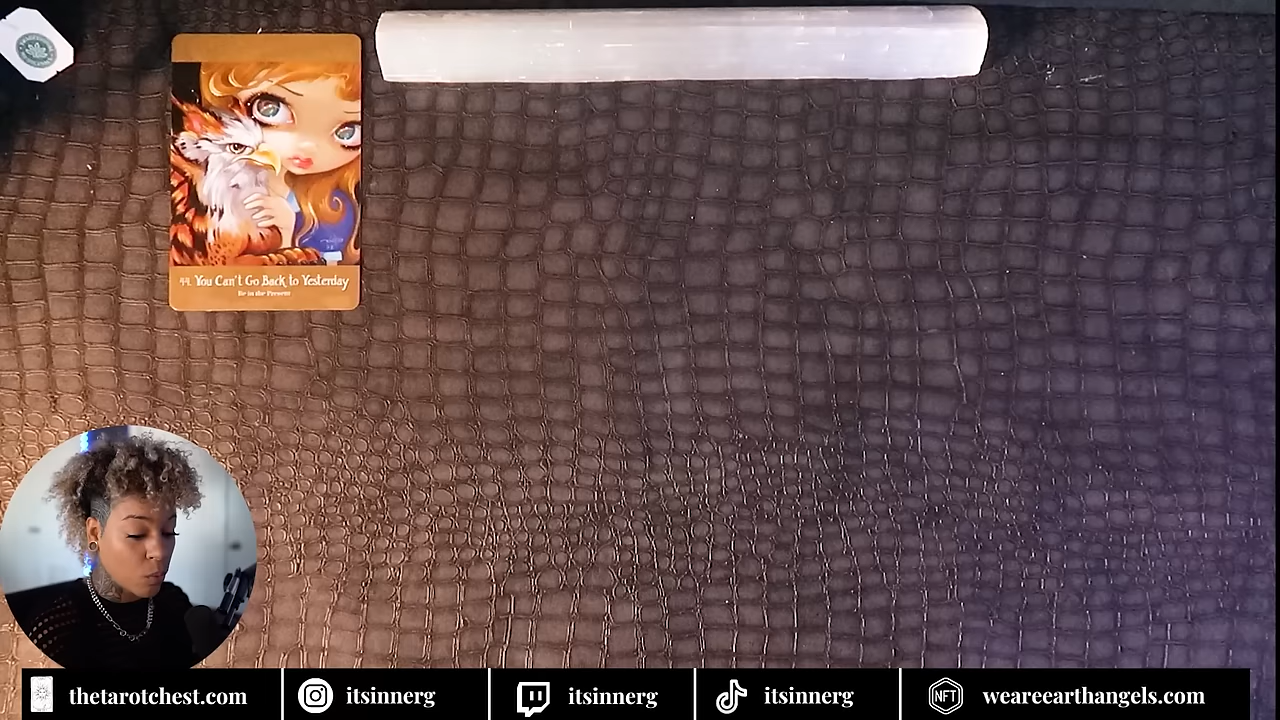 44. You Can't Go Back to Yesterday
Be in the Present
thetarotchest.com
itsinnerg
itsinnerg
itsinnerg
NFT
weareearthangels.com